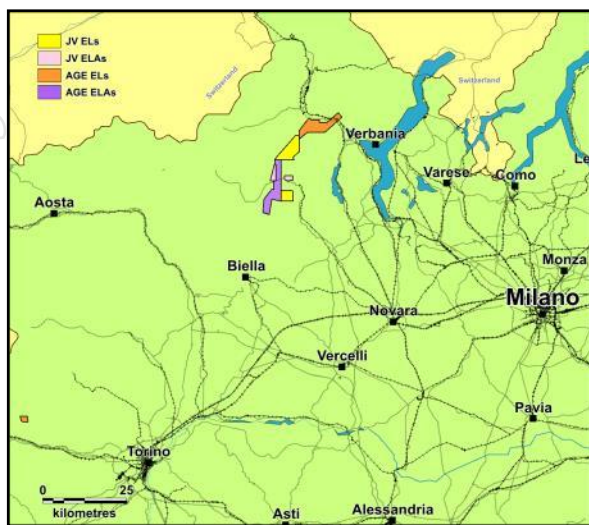 JV ELs
JV ELAs
AGE ELs
AGE ELAs
Switzerland
Switzerland
Verbania
Varese
Como
Le
Aosta
Biella
Monza
Milano
Novara
Vercelli
Pavia
Torino
0 25
kilometres
Asti
Alessandria